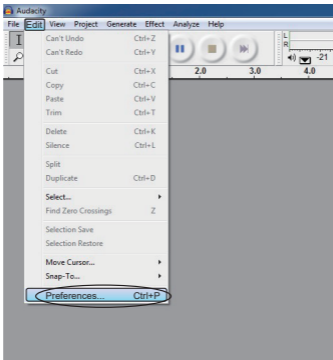 Audacity
File Edit View Project Generate Effect Analyze Help
Can't Undo Ctrl+Z
Can't Redo Ctrl+Y
Cut Ctrl+X
Copy Ctrl+C
Paste Ctrl+V
Trim Ctrl+T
Delete Ctrl+K
Silence Ctrl+L
Split
Duplicate Ctrl+D
Select...
Find Zero Crossings Z
Selection Save
Selection Restore
Move Cursor...
Snap-To...
Preferences... Ctrl+P
I
L
R
-21
2.0 3.0 4.0